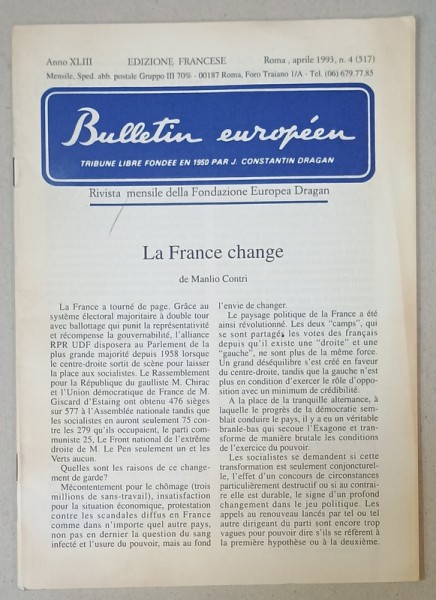 Anno XLIII EDIZIONE FRANCESE Roma, aprile 1993, n. 4 (517)
Mensile, Sped. abb. postale Gruppo III 70% - 00187 Roma, Foro Traiano 1/A - Tel. (06) 679.77.85
Bulletin européen
TRIBUNE LIBRE FONDEE EN 1950 PAR J. CONSTANTIN DRAGAN
Rivista mensile della Fondazione Europea Dragan
La France change
de Manlio Contri
La France a tourné de page. Grâce au
système électoral majoritaire à double tour
avec ballottage qui punit la représentativité
et récompense la gouvernabilité, l'alliance
RPR UDF disposera au Parlement de la
plus grande majorité depuis 1958 lorsque
le centre-droite sortit de scène pour laisser
la place aux socialistes. Le Rassemblement
pour la République du gaulliste M. Chirac
et l'Union démocratique de France de M.
Giscard d'Estaing ont obtenu 476 sièges
sur 577 à l'Assemblée nationale tandis que
les socialistes en auront seulement 75 con-
tre les 279 qu'ils occupaient, le parti com-
muniste 25, Le Front national de l'extrême
droite de M. Le Pen seulement un et les
Verts aucun.
Quelles sont les raisons de ce change-
ment de garde?
Mécontentement pour le chômage (trois
millions de sans-travail), insatisfaction
pour la situation économique, protestation
contre les scandales diffus en France
comme dans n'importe quel autre pays,
non pas en dernier la question du sang
infecté et l'usure du pouvoir, mais au fond
l'envie de changer.
Le paysage politique de la France a été
ainsi révolutionné. Les deux "camps", qui
se sont partagés les votes des français
depuis qu'il existe une "droite" et une
"gauche", ne sont plus de la même force.
Un grand déséquilibre s'est créé en faveur
du centre-droite, tandis que la gauche n'est
plus en condition d'exercer le rôle d'oppo-
sition avec un minimum de crédibilité.
A la place de la tranquille alternance, à
laquelle le progrès de la démocratie sem-
blait conduire le pays, il y a eu un véritable
branle-bas qui secoue l'Exagone et trans-
forme de manière brutale les conditions
de l'exercice du pouvoir.
Les socialistes se demandent si cette
transformation est seulement conjoncturel-
le, l'effet d'un concours de circonstances
particulièrement destructif ou si au contrai-
re elle est durable, le signe d'un profond
changement dans le jeu politique. Les
appels au renouveau lancés par tel ou tel
autre dirigeant du parti sont encore trop
vagues pour pouvoir dire s'ils se réfèrent à
la première hypothèse ou à la deuxième.